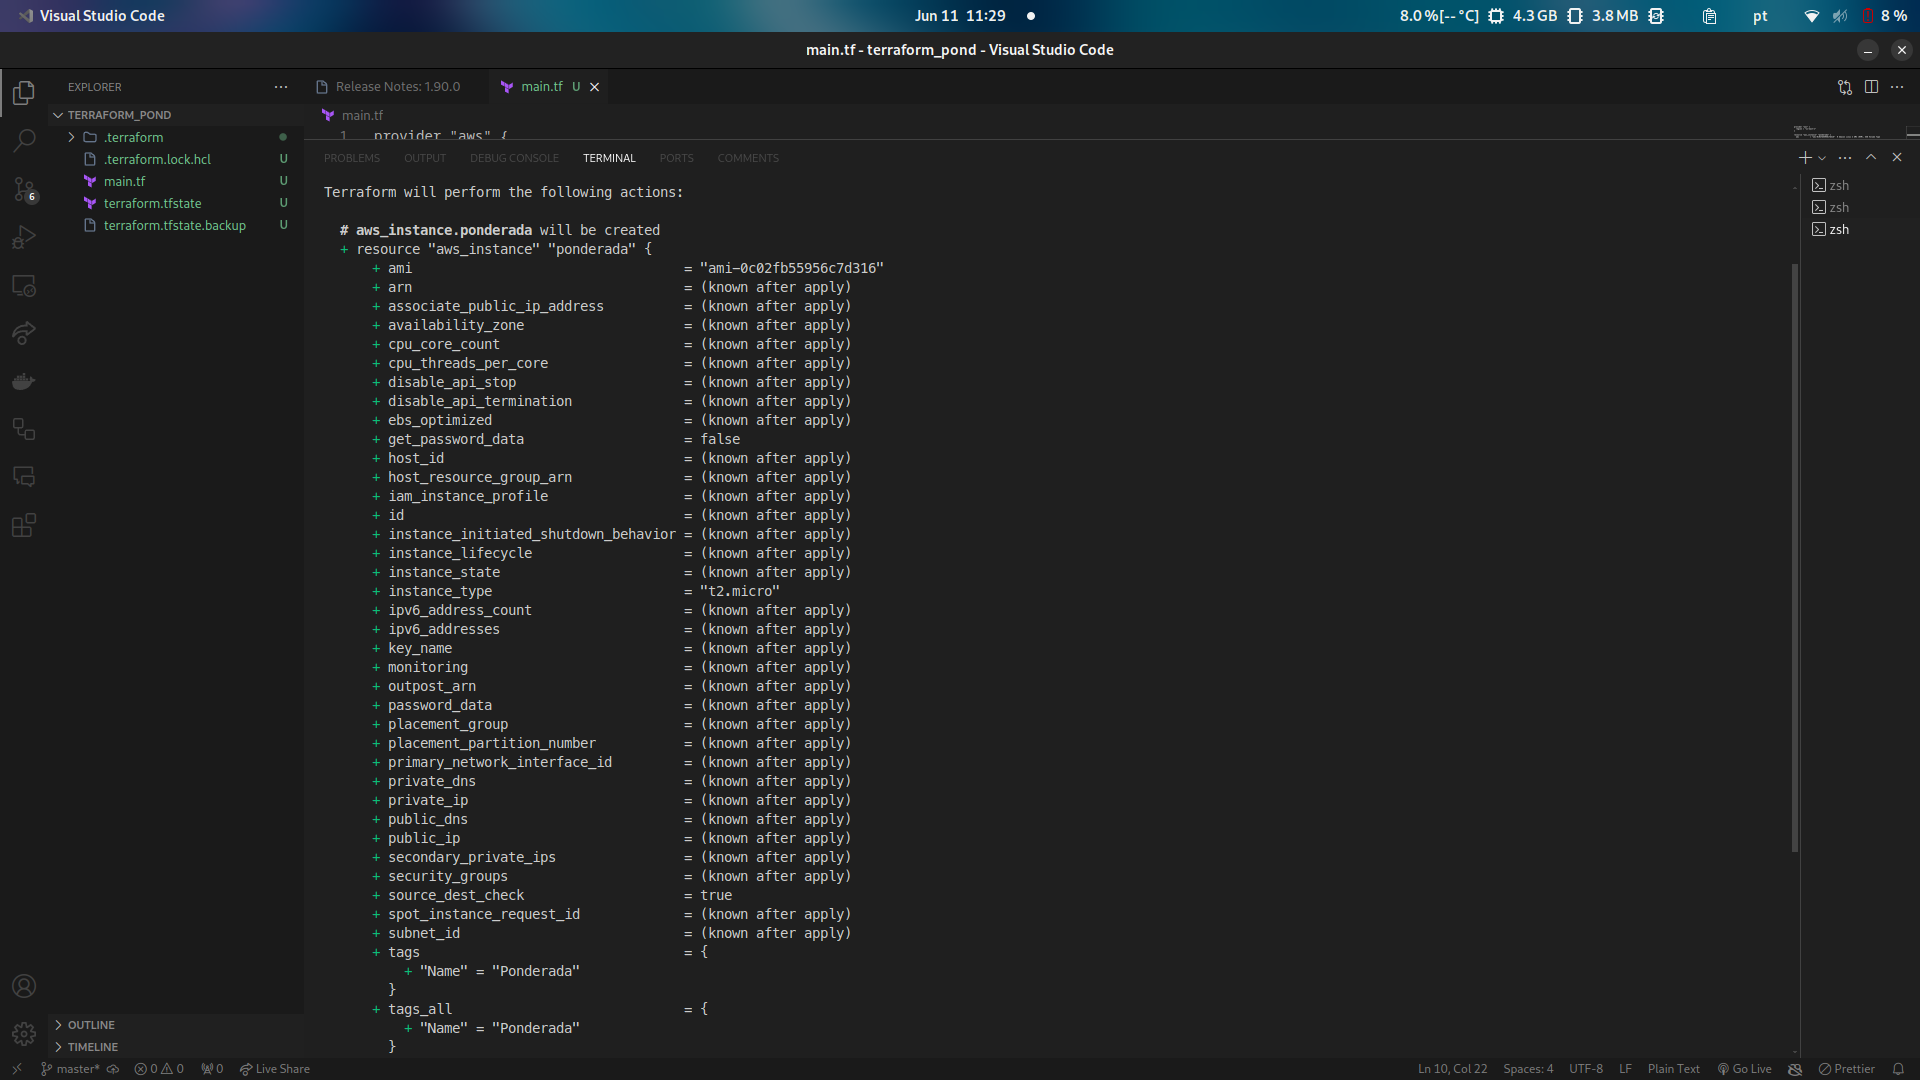 Visual Studio Code
Jun 11 11:29
8.0 %[-- °C] 4.3 GB 3.8 MB pt 8 %
main.tf - terraform_pond - Visual Studio Code
EXPLORER
Release Notes: 1.90.0
main.tf U
TERRAFORM_POND
.terraform
.terraform.lock.hcl U
main.tf U
terraform.tfstate U
terraform.tfstate.backup U
6
main.tf
1 provider "aws" {
PROBLEMS OUTPUT DEBUG CONSOLE TERMINAL PORTS COMMENTS
zsh
zsh
zsh
Terraform will perform the following actions:
# aws_instance.ponderada will be created
+ resource "aws_instance" "ponderada" {
+ ami = "ami-0c02fb55956c7d316"
+ arn = (known after apply)
+ associate_public_ip_address = (known after apply)
+ availability_zone = (known after apply)
+ cpu_core_count = (known after apply)
+ cpu_threads_per_core = (known after apply)
+ disable_api_stop = (known after apply)
+ disable_api_termination = (known after apply)
+ ebs_optimized = (known after apply)
+ get_password_data = false
+ host_id = (known after apply)
+ host_resource_group_arn = (known after apply)
+ iam_instance_profile = (known after apply)
+ id = (known after apply)
+ instance_initiated_shutdown_behavior = (known after apply)
+ instance_lifecycle = (known after apply)
+ instance_state = (known after apply)
+ instance_type = "t2.micro"
+ ipv6_address_count = (known after apply)
+ ipv6_addresses = (known after apply)
+ key_name = (known after apply)
+ monitoring = (known after apply)
+ outpost_arn = (known after apply)
+ password_data = (known after apply)
+ placement_group = (known after apply)
+ placement_partition_number = (known after apply)
+ primary_network_interface_id = (known after apply)
+ private_dns = (known after apply)
+ private_ip = (known after apply)
+ public_dns = (known after apply)
+ public_ip = (known after apply)
+ secondary_private_ips = (known after apply)
+ security_groups = (known after apply)
+ source_dest_check = true
+ spot_instance_request_id = (known after apply)
+ subnet_id = (known after apply)
+ tags = {
+ "Name" = "Ponderada"
}
+ tags_all = {
+ "Name" = "Ponderada"
}
OUTLINE
TIMELINE
master* 0 0 0 Live Share
Ln 10, Col 22 Spaces: 4 UTF-8 LF Plain Text Go Live Prettier